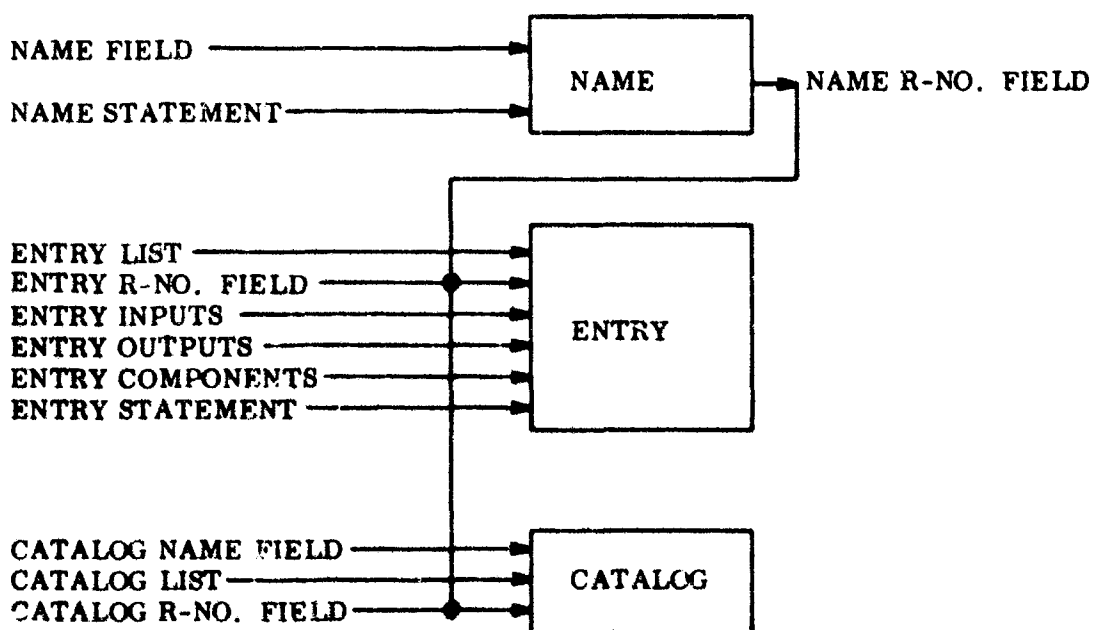 NAME FIELD
NAME
NAME R-NO. FIELD
NAME STATEMENT
ENTRY LIST
ENTRY R-NO. FIELD
ENTRY INPUTS
ENTRY OUTPUTS
ENTRY COMPONENTS
ENTRY STATEMENT
ENTRY
CATALOG NAME FIELD
CATALOG LIST
CATALOG R-NO. FIELD
CATALOG